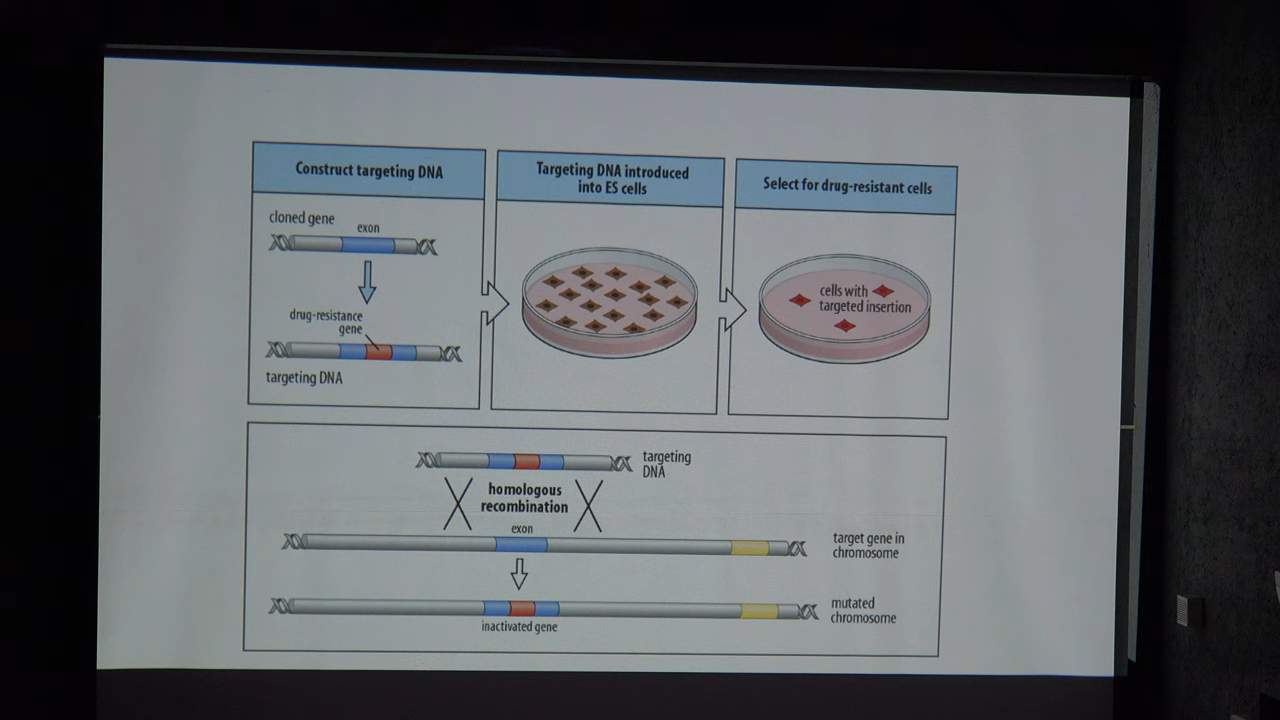 Construct targeting DNA
Targeting DNA introduced
into ES cells
Select for drug-resistant cells
cloned gene
exon
drug-resistance
gene
targeting DNA
cells with
targeted insertion
targeting
DNA
homologous
recombination
exon
target gene in
chromosome
mutated
chromosome
inactivated gene